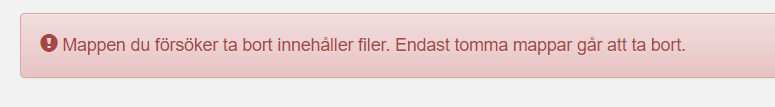 Mappen du försöker ta bort innehåller filer. Endast tomma mappar går att ta bort.